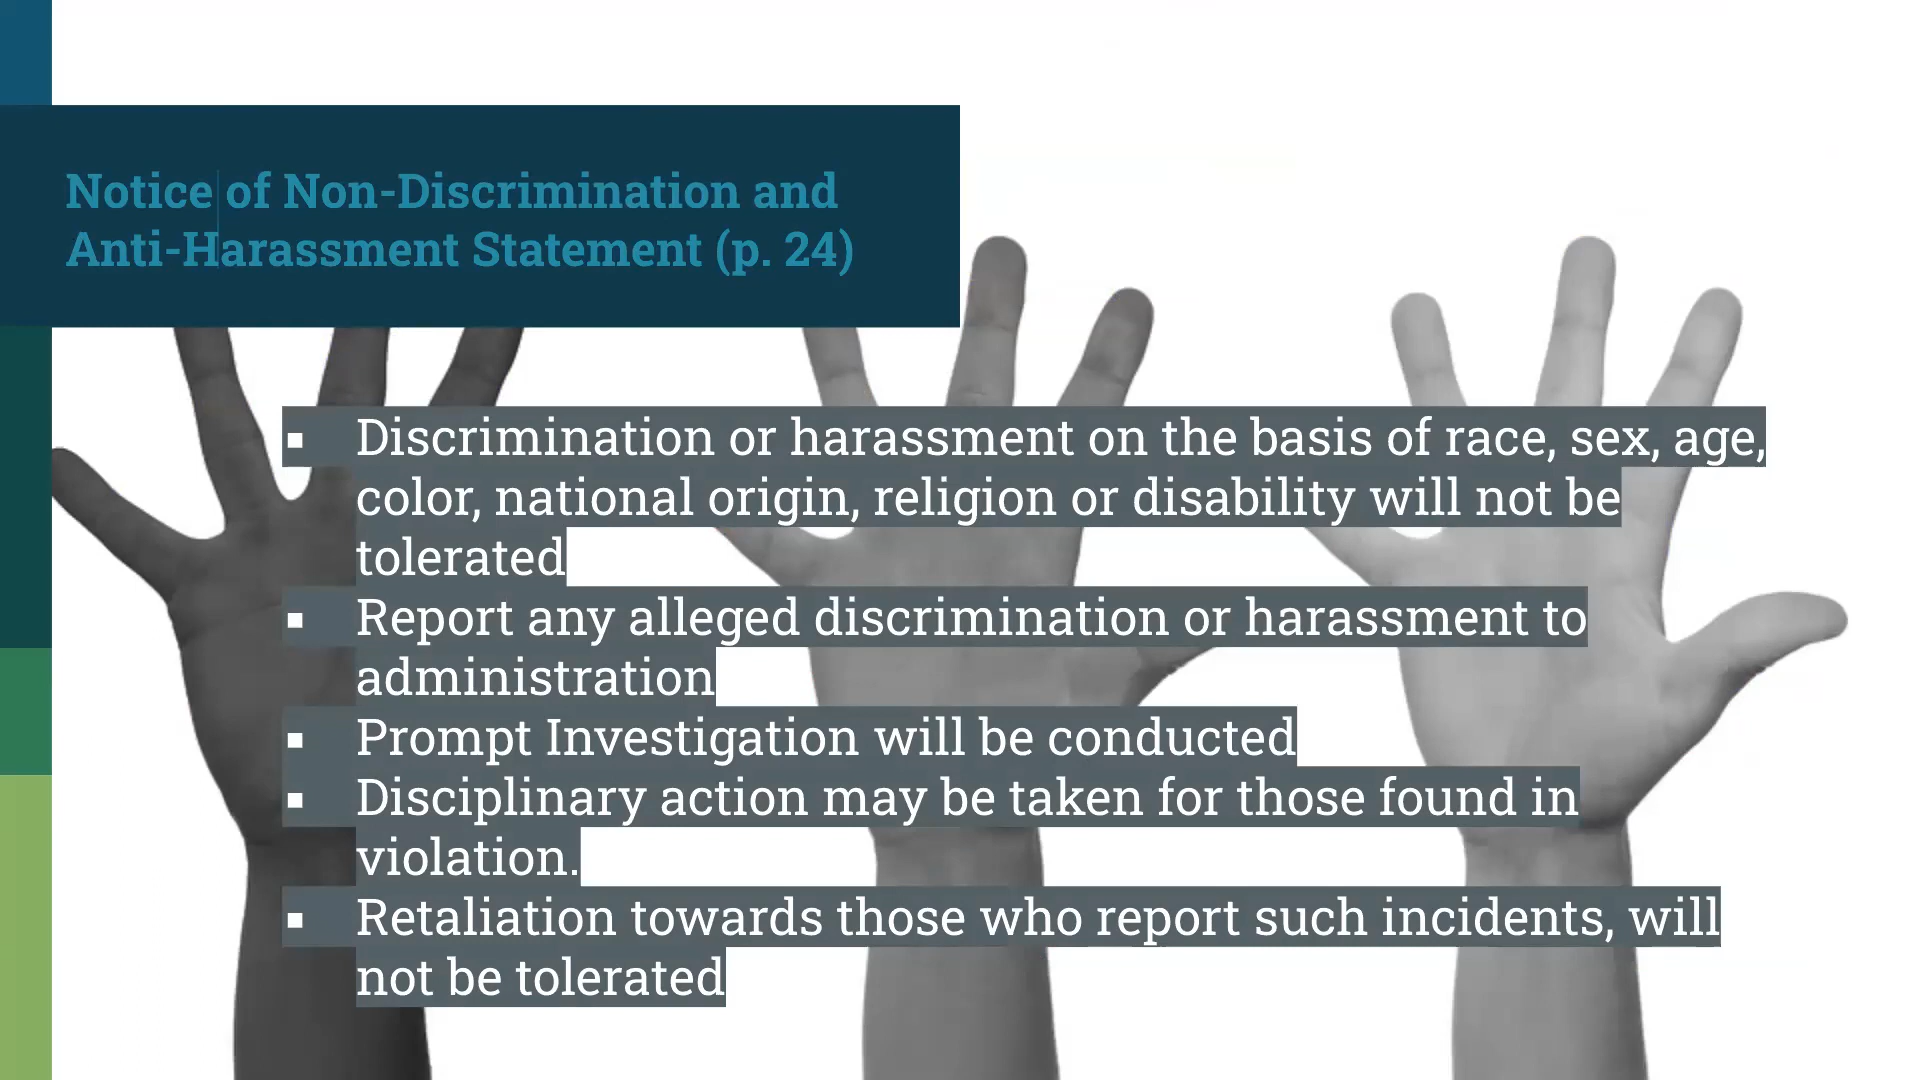 Notice of Non-Discrimination and
Anti-Harassment Statement (p. 24)
▪ Discrimination or harassment on the basis of race, sex, age,
color, national origin, religion or disability will not be
tolerated
▪ Report any alleged discrimination or harassment to
administration
▪ Prompt Investigation will be conducted
▪ Disciplinary action may be taken for those found in
violation.
▪ Retaliation towards those who report such incidents, will
not be tolerated